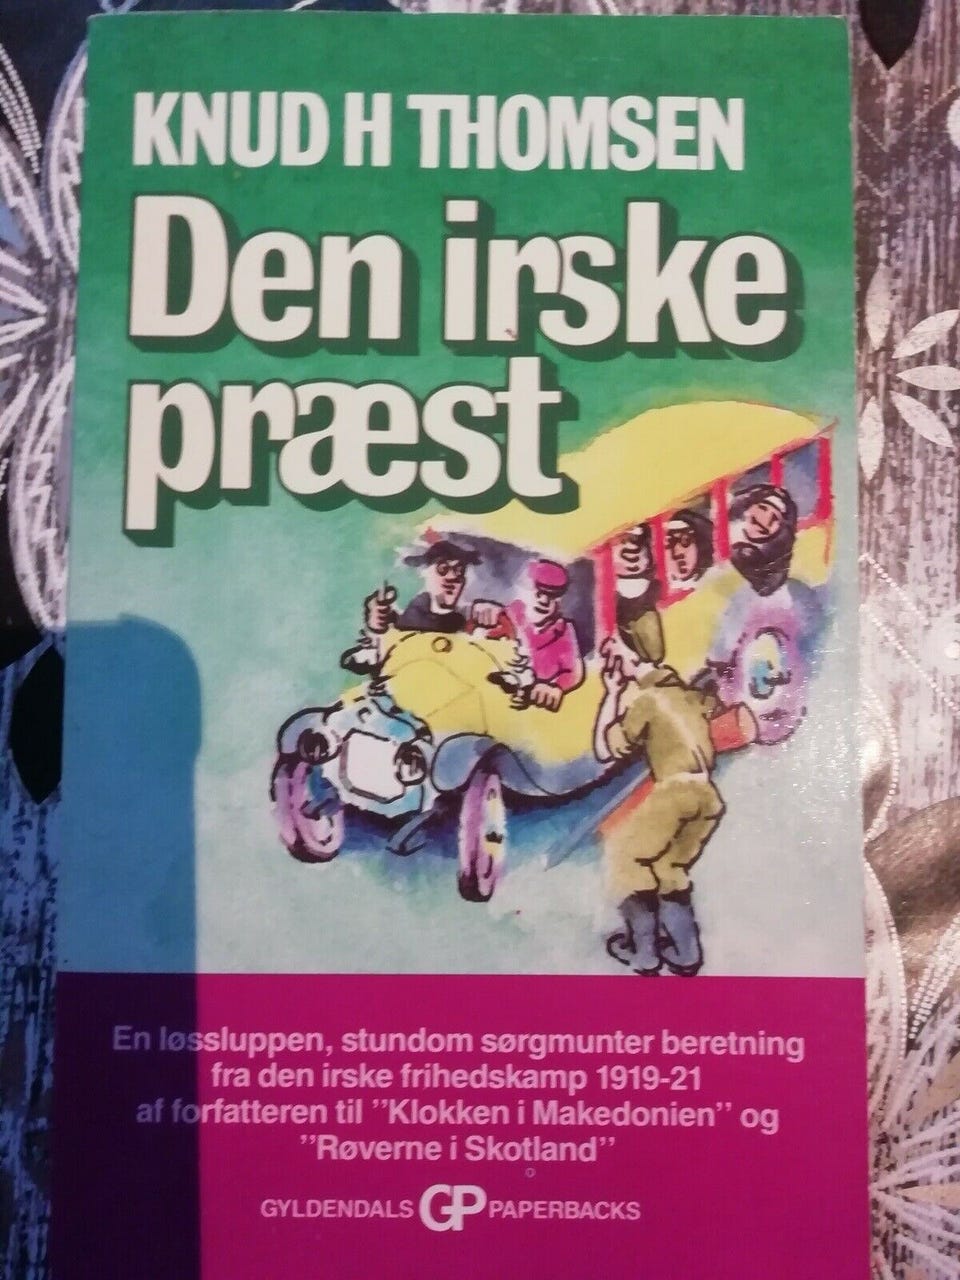 KNUD H THOMSEN
Den irske
præst
En løssluppen, stundom sørgmunter beretning
fra den irske frihedskamp 1919-21
af forfatteren til ”Klokken i Makedonien” og
”Røverne i Skotland”
GYLDENDALS GP PAPERBACKS